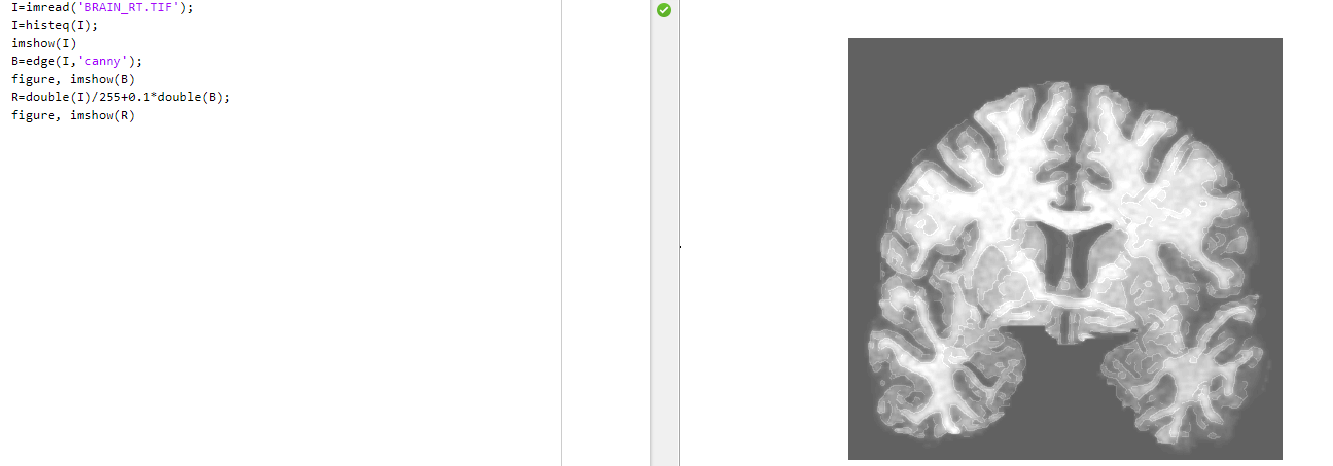 I=imread('BRAIN_RT.TIF');
I=histeq(I);
imshow(I)
B=edge(I,'canny');
figure, imshow(B)
R=double(I)/255+0.1*double(B);
figure, imshow(R)